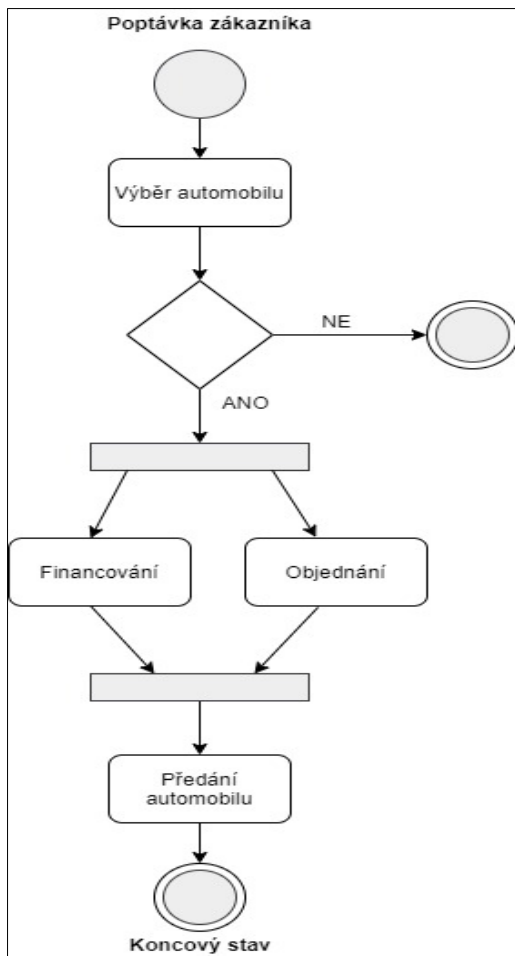 Poptávka zákazníka
Výběr automobilu
NE
ANO
Financování
Objednání
Předání
automobilu
Koncový stav